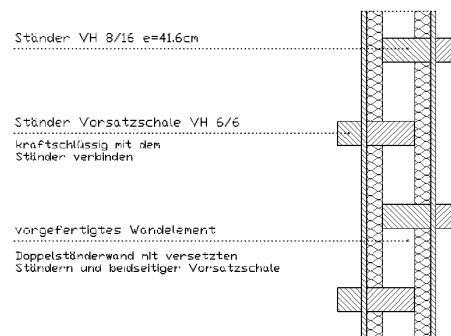 Ständer VH 8/16 e=41.6cm
Ständer Vorsatzschale VH 6/6
kraftschlüssig mit dem
Ständer verbinden
vorgefertigtes Wandelement
Doppelständerwand mit versetzten
Ständern und beidseitiger Vorsatzschale